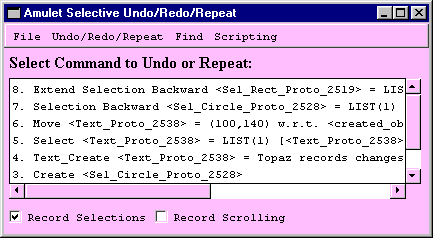 Amulet Selective Undo/Redo/Repeat
File Undo/Redo/Repeat Find Scripting
Select Command to Undo or Repeat:
8. Extend Selection Backward <Sel_Rect_Proto_2519> = LIS
7. Selection Backward <Sel_Circle_Proto_2528> = LIST(1)
6. Move <Text_Proto_2538> = (100,140) w.r.t. <created_ob
5. Select <Text_Proto_2538> = LIST(1) [<Text_Proto_2538>
4. Text_Create <Text_Proto_2538> = Topaz records changes
3. Create <Sel_Circle_Proto_2528>
Record Selections Record Scrolling